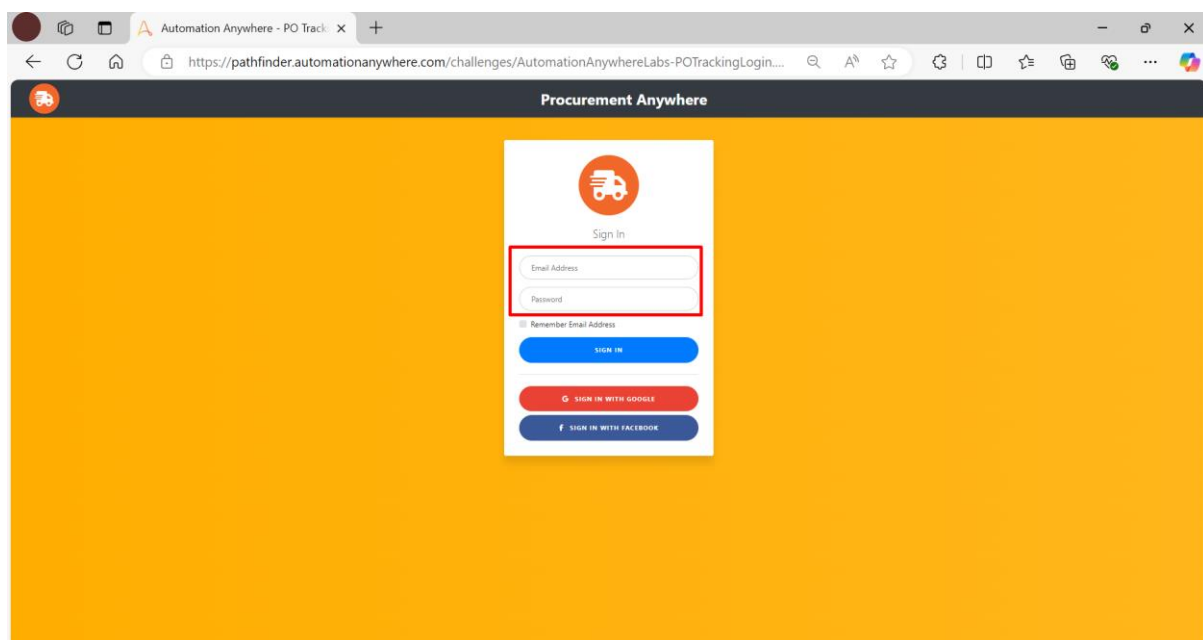 Automation Anywhere - PO Track
https://pathfinder.automationanywhere.com/challenges/AutomationAnywhereLabs-POTrackingLogin....
Procurement Anywhere
Sign In
Email Address
Password
Remember Email Address
SIGN IN
G SIGN IN WITH GOOGLE
f SIGN IN WITH FACEBOOK